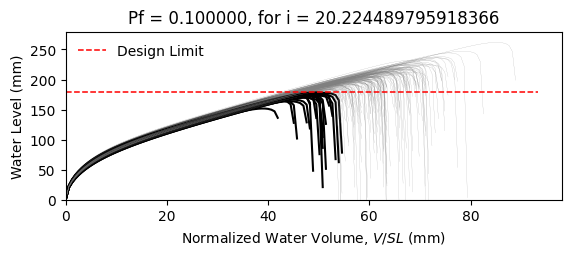 Pf = 0.100000, for i = 20.224489795918366
Design Limit
Water Level (mm)
250
200
150
100
50
0
0 20 40 60 80
Normalized Water Volume, V/SL (mm)